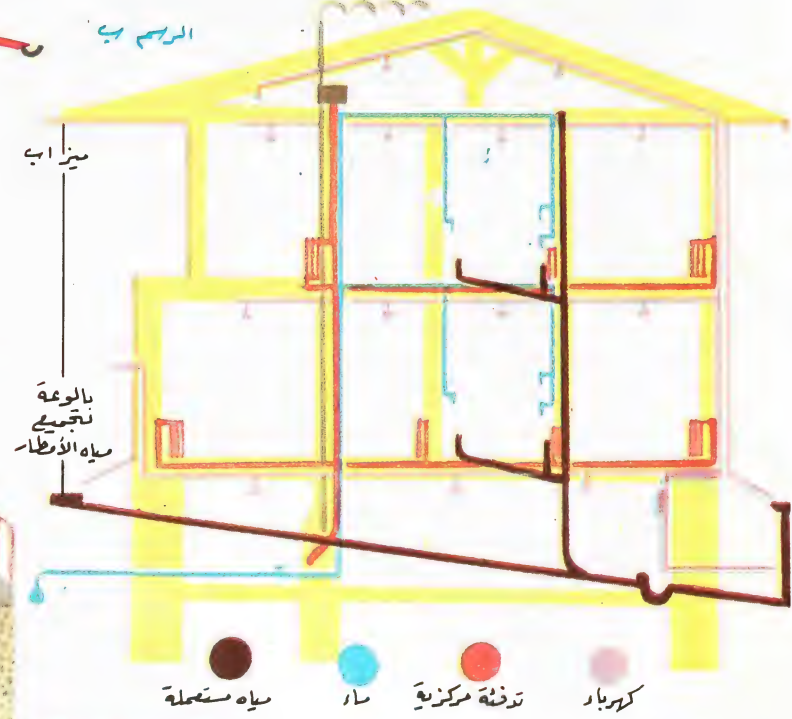 الرسم ب
ميزاب
أ
بالوعة
لتجميع
مياه الأمطار
كهرباء
تدفئة مركزية
ماء
مياه مستعملة